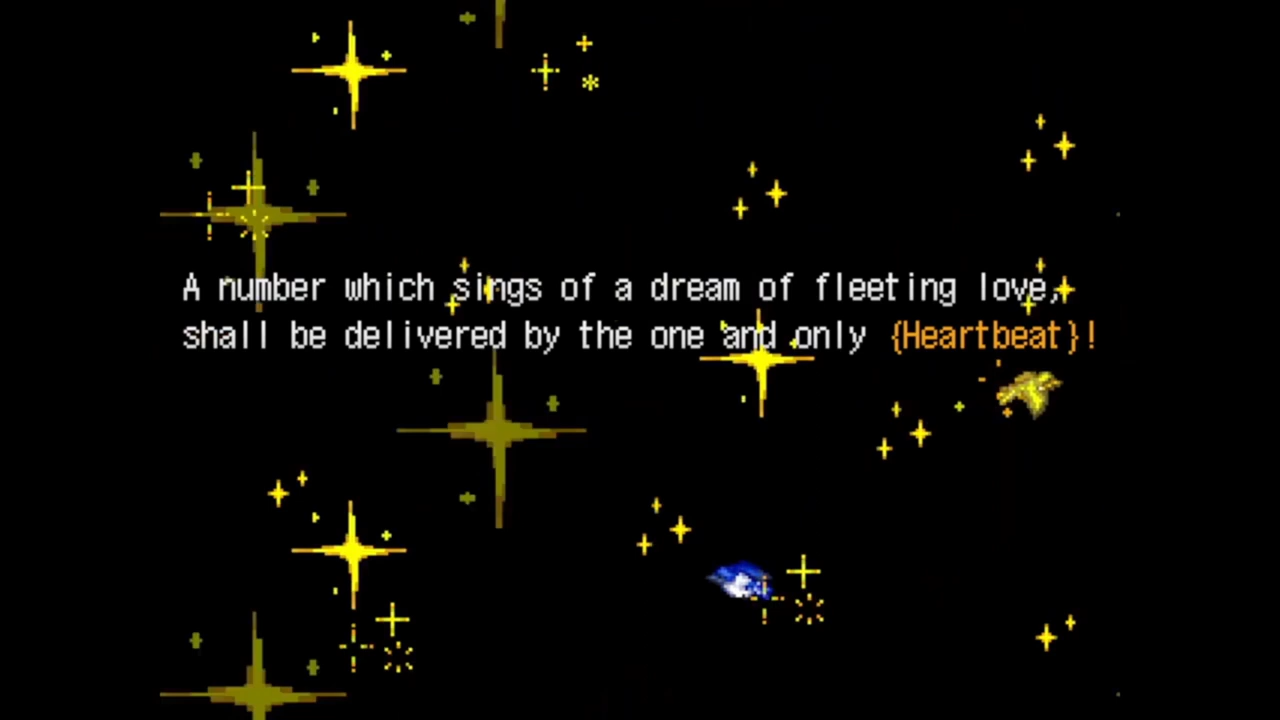 A number which sings of a dream of fleeting love,
shall be delivered by the one and only {Heartbeat}!